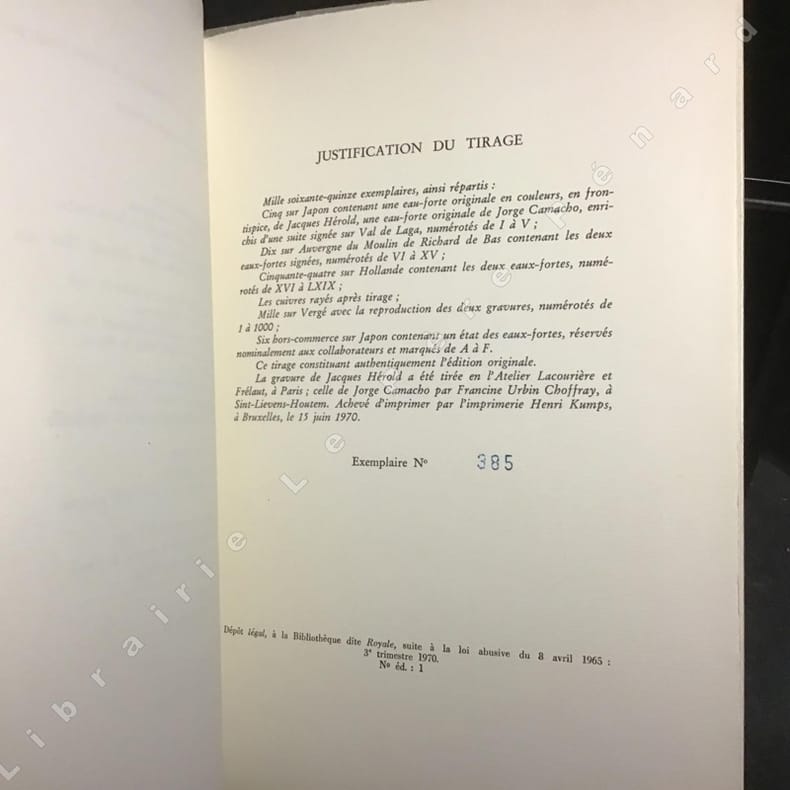 JUSTIFICATION DU TIRAGE
Mille soixante-quinze exemplaires, ainsi répartis :
Cinq sur Japon contenant une eau-forte originale en couleurs, en fron-
tispice, de Jacques Hérold, une eau-forte originale de Jorge Camacho, enri-
chis d'une suite signée sur Val de Laga, numérotés de I à V ;
Dix sur Auvergne du Moulin de Richard de Bas contenant les deux
eaux-fortes signées, numérotés de VI à XV ;
Cinquante-quatre sur Hollande contenant les deux eaux-fortes, numé-
rotés de XVI à LXIX ;
Les cuivres rayés après tirage ;
Mille sur Vergé avec la reproduction des deux gravures, numérotés de
1 à 1000 ;
Six hors-commerce sur Japon contenant un état des eaux-fortes, réservés
nominalement aux collaborateurs et marqués de A à F.
Ce tirage constituant authentiquement l'édition originale.
La gravure de Jacques Hérold a été tirée en l'Atelier Lacourière et
Frélaut, à Paris ; celle de Jorge Camacho par Francine Urbin Choffray, à
Sint-Lievens-Houtem. Achevé d'imprimer par l'imprimerie Henri Kumps,
à Bruxelles, le 15 juin 1970.
Exemplaire N° 385
Dépôt légal, à la Bibliothèque dite Royale, suite à la loi abusive du 8 avril 1965 :
3e trimestre 1970.
N° éd. : 1
Librairie Le Père Pénard